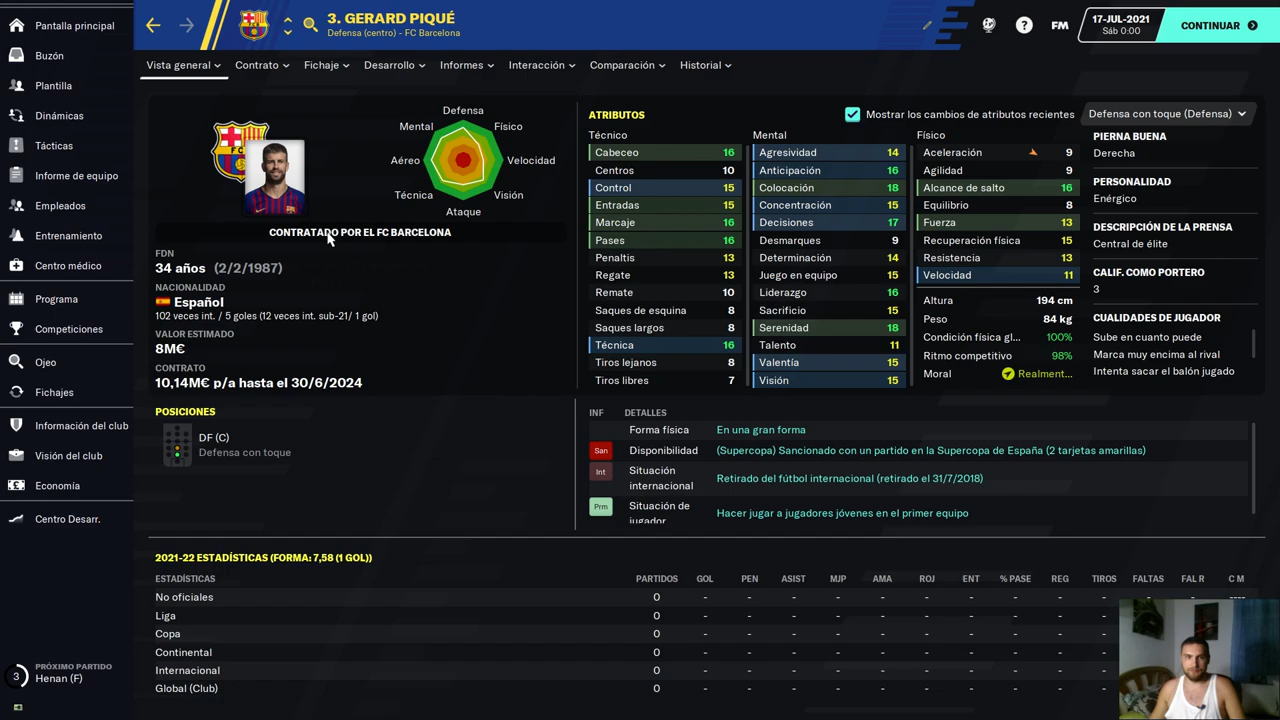 3. GERARD PIQUÉ
Defensa (centro) - FC Barcelona
?
FM
17-JUL-2021
Sáb 0:00
CONTINUAR
Pantalla principal
Buzón
Plantilla
Dinámicas
Tácticas
Informe de equipo
Empleados
Entrenamiento
Centro médico
Programa
Competiciones
Ojeo
Fichajes
Información del club
Visión del club
Economía
Centro Desarr.
3
PRÓXIMO PARTIDO
Henan (F)
Vista general
Contrato
Fichaje
Desarrollo
Informes
Interacción
Comparación
Historial
Defensa
Físico
Velocidad
Visión
Ataque
Técnica
Aéreo
Mental
CONTRATADO POR EL FC BARCELONA
FDN
34 años (2/2/1987)
NACIONALIDAD
Español
102 veces int. / 5 goles (12 veces int. sub-21/ 1 gol)
VALOR ESTIMADO
8M€
CONTRATO
10,14M€ p/a hasta el 30/6/2024
POSICIONES
DF (C)
Defensa con toque
ATRIBUTOS
Mostrar los cambios de atributos recientes
Defensa con toque (Defensa)
Técnico
Cabeceo 16
Centros 10
Control 15
Entradas 15
Marcaje 16
Pases 16
Penaltis 13
Regate 13
Remate 10
Saques de esquina 8
Saques largos 8
Técnica 16
Tiros lejanos 8
Tiros libres 7
Mental
Agresividad 14
Anticipación 16
Colocación 18
Concentración 15
Decisiones 17
Desmarques 9
Determinación 14
Juego en equipo 15
Liderazgo 16
Sacrificio 15
Serenidad 18
Talento 11
Valentía 15
Visión 15
Físico
Aceleración 9
Agilidad 9
Alcance de salto 16
Equilibrio 8
Fuerza 13
Recuperación física 15
Resistencia 13
Velocidad 11
Altura 194 cm
Peso 84 kg
Condición física gl... 100%
Ritmo competitivo 98%
Moral Realment...
PIERNA BUENA
Derecha
PERSONALIDAD
Enérgico
DESCRIPCIÓN DE LA PRENSA
Central de élite
CALIF. COMO PORTERO
3
CUALIDADES DE JUGADOR
Sube en cuanto puede
Marca muy encima al rival
Intenta sacar el balón jugado
INF DETALLES
Forma física En una gran forma
San Disponibilidad (Supercopa) Sancionado con un partido en la Supercopa de España (2 tarjetas amarillas)
Int Situación internacional Retirado del fútbol internacional (retirado el 31/7/2018)
Prm Situación de jugador Hacer jugar a jugadores jóvenes en el primer equipo
2021-22 ESTADÍSTICAS (FORMA: 7,58 (1 GOL))
ESTADÍSTICAS PARTIDOS GOL PEN ASIST MJP AMA ROJ ENT % PASE REG TIROS FALTAS FAL R C M
No oficiales 0 - - - - - - - - - - - -
Liga 0 - - - - - - - - - - -
Copa 0 - - - - - - - - - - -
Continental 0 - - - - - - - - - - -
Internacional 0 - - - - - - - - - - -
Global (Club) 0 - - - - - - - - - - -